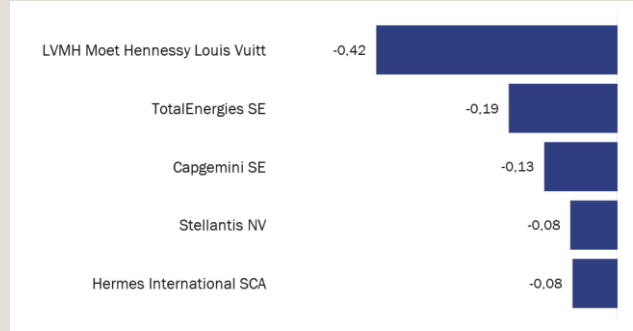 LVMH Moet Hennessy Louis Vuitt -0,42
TotalEnergies SE -0,19
Capgemini SE -0,13
Stellantis NV -0,08
Hermes International SCA -0,08